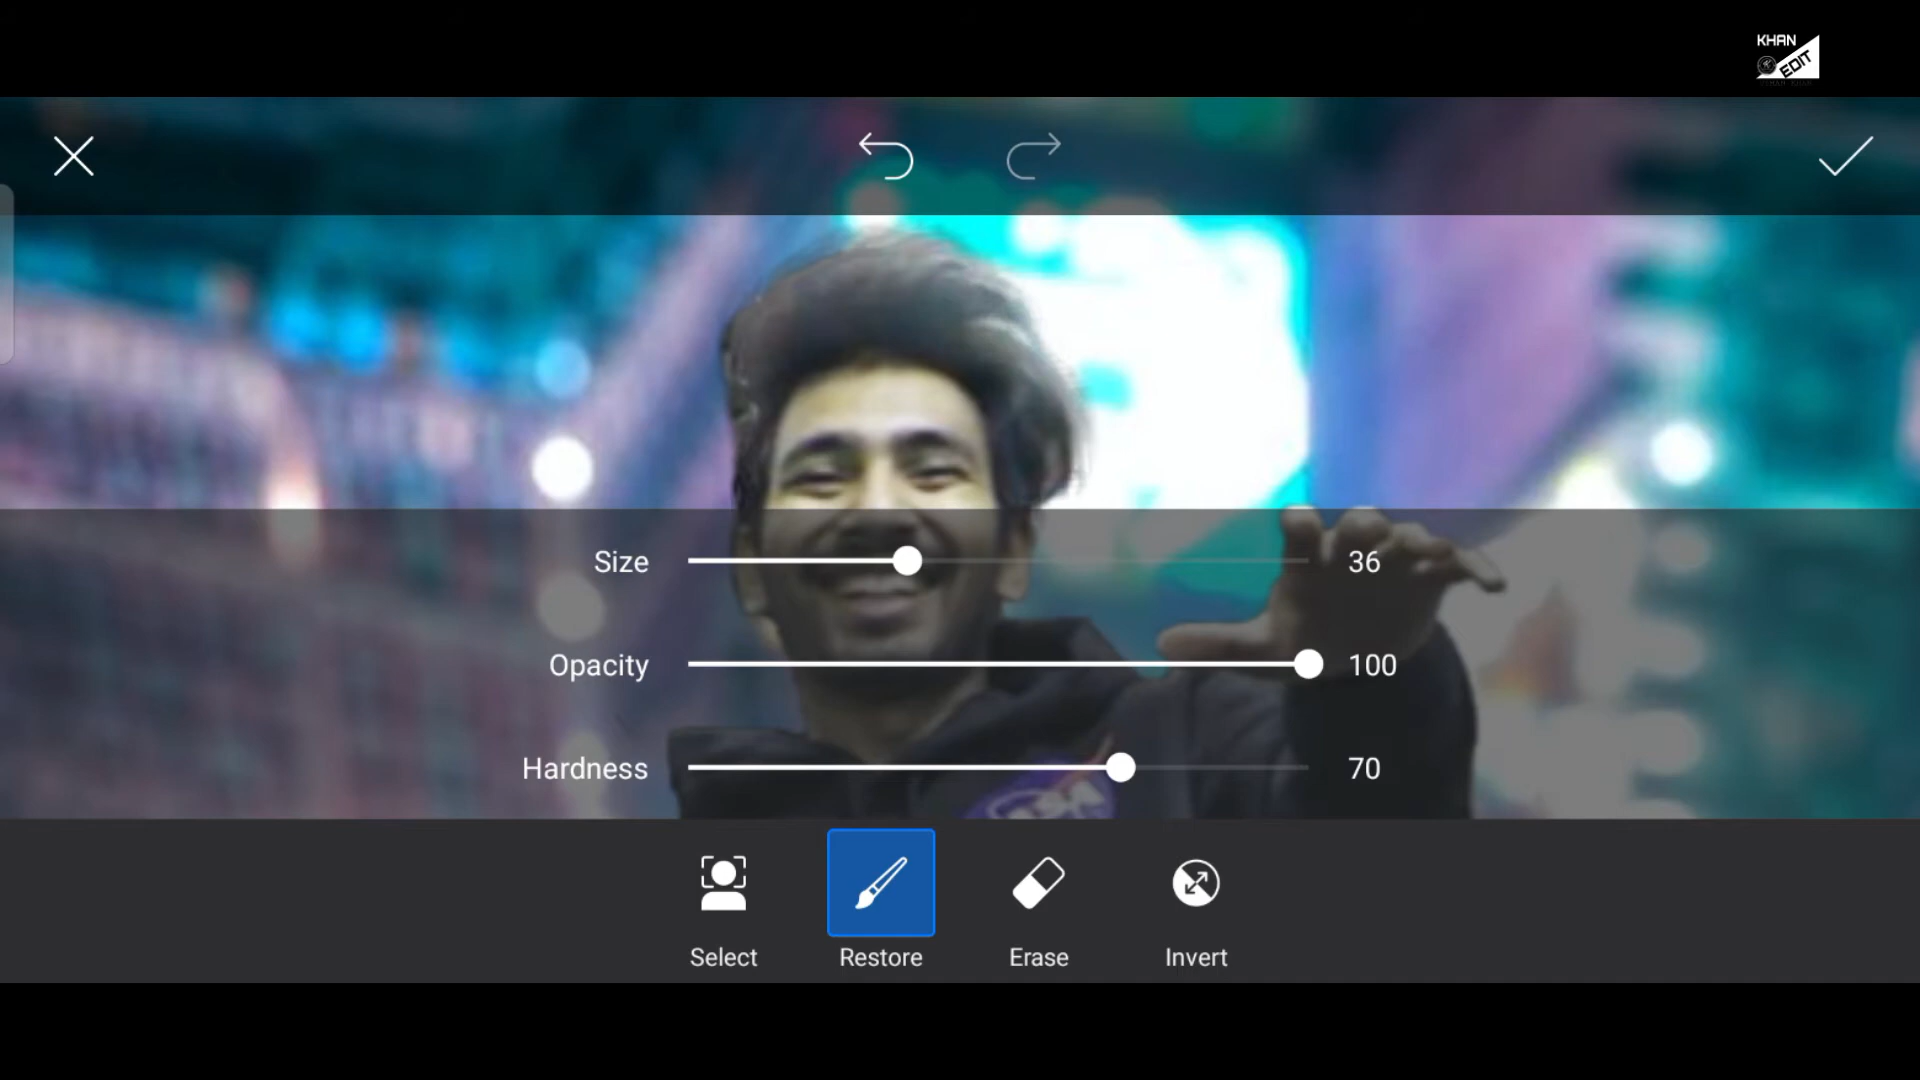 KHAN
EDIT
Size 36
Opacity 100
Hardness 70
Select Restore Erase Invert